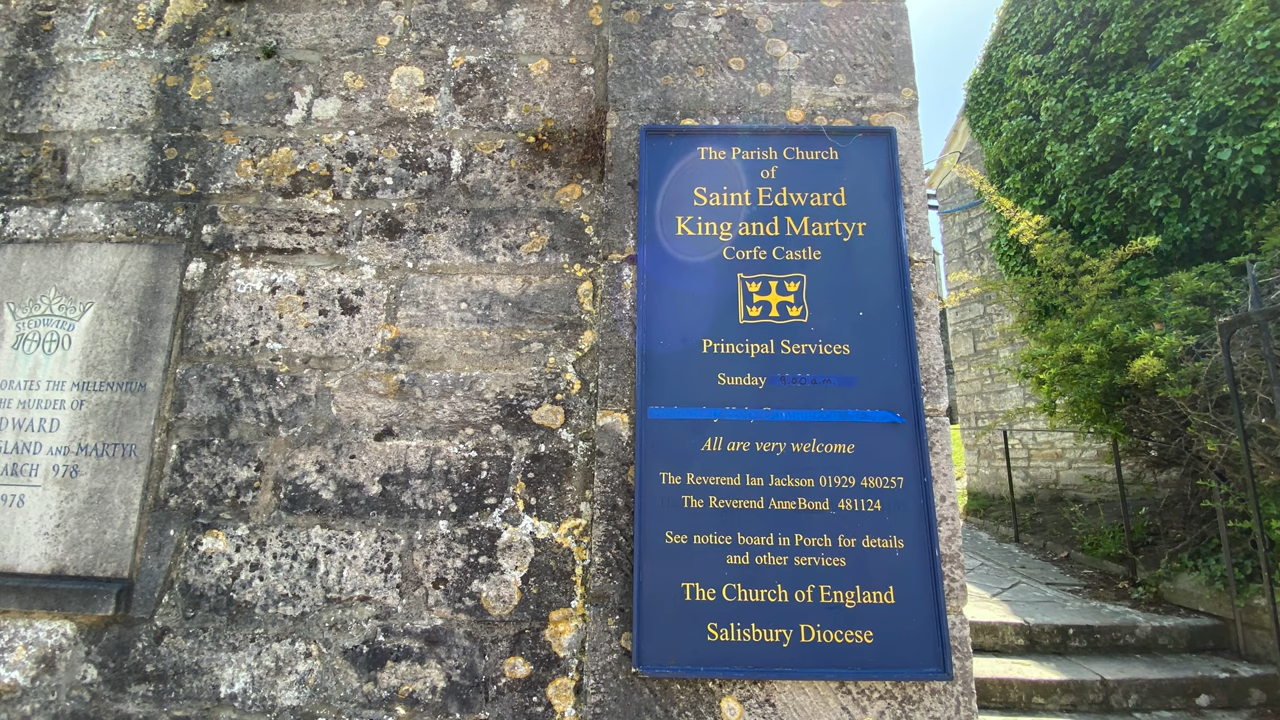 St EDWARD
1000
ORATES THE MILLENNIUM
HE MURDER OF
DWARD
GLAND AND MARTYR
ARCH 978
978
The Parish Church
of
Saint Edward
King and Martyr
Corfe Castle
Principal Services
Sunday
All are very welcome
The Reverend Ian Jackson 01929 480257
The Reverend Anne Bond 481124
See notice board in Porch for details
and other services
The Church of England
Salisbury Diocese